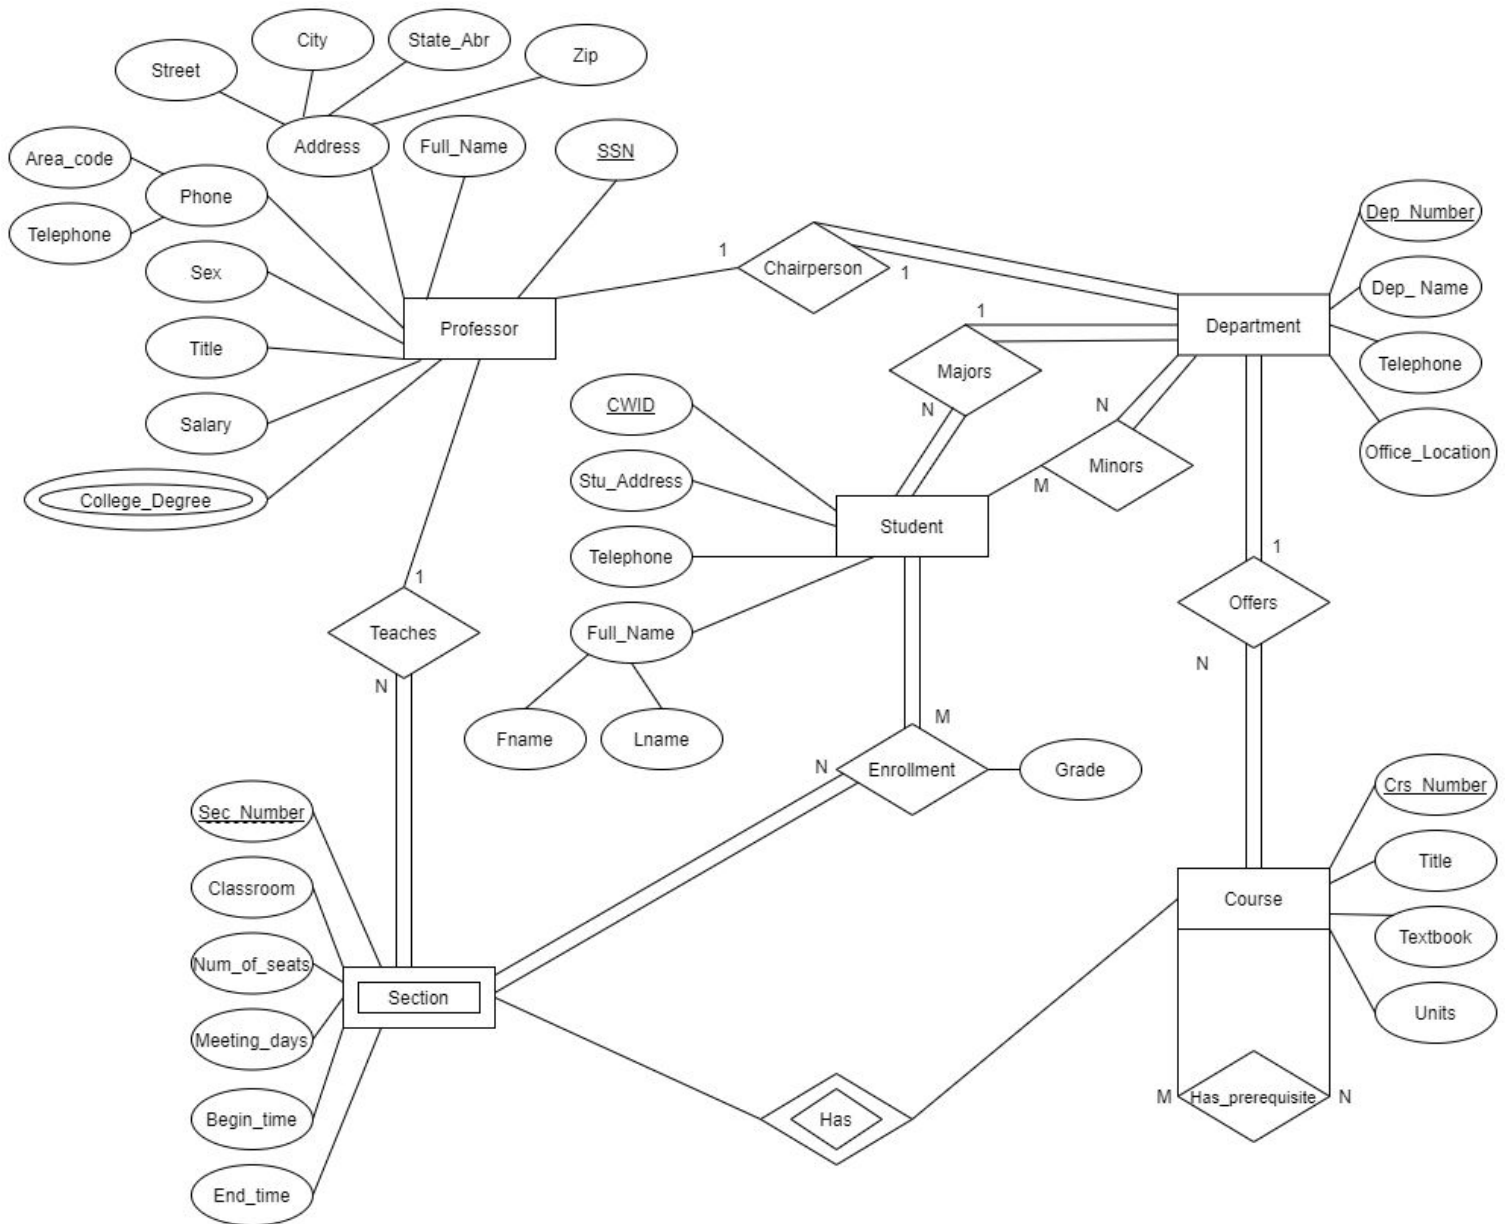 City
State_Abr
Zip
Street
Address
Full_Name
SSN
Area_code
Phone
Telephone
Sex
Title
Salary
College_Degree
Professor
1
Chairperson
1
Dep_Number
Dep_ Name
Telephone
Office_Location
Department
1
Majors
N
N
Minors
M
CWID
Stu_Address
Telephone
Full_Name
Fname
Lname
Student
1
Teaches
N
1
Offers
N
M
N
Enrollment
Grade
Sec_Number
Classroom
Num_of_seats
Meeting_days
Begin_time
End_time
Section
Has
Crs_Number
Title
Textbook
Units
Course
M
Has_prerequisite
N